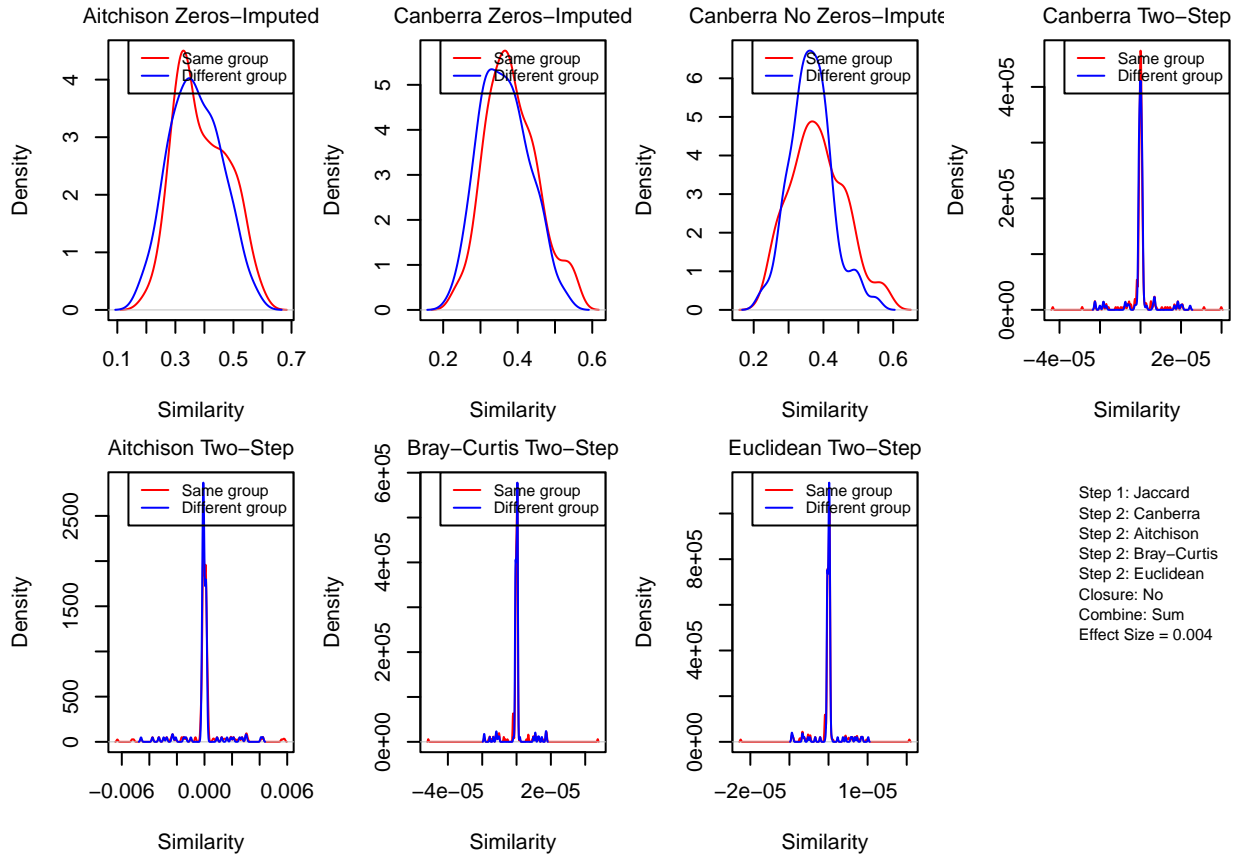 Aitchison Zeros−Imputed
Same group
Different group
Density
0 1 2 3 4
0.1 0.3 0.5 0.7
Similarity
Canberra Zeros−Imputed
Same group
Different group
Density
0 1 2 3 4 5
0.2 0.4 0.6
Similarity
Canberra No Zeros−Impute
Same group
Different group
Density
0 1 2 3 4 5 6
0.2 0.4 0.6
Similarity
Canberra Two−Step
Same group
Different group
Density
0e+00 2e+05 4e+05
−4e−05 2e−05
Similarity
Aitchison Two−Step
Same group
Different group
Density
0 500 1500 2500
−0.006 0.000 0.006
Similarity
Bray−Curtis Two−Step
Same group
Different group
Density
0e+00 2e+05 4e+05 6e+05
−4e−05 2e−05
Similarity
Euclidean Two−Step
Same group
Different group
Density
0e+00 4e+05 8e+05
−2e−05 1e−05
Similarity
Step 1: Jaccard
Step 2: Canberra
Step 2: Aitchison
Step 2: Bray−Curtis
Step 2: Euclidean
Closure: No
Combine: Sum
Effect Size = 0.004